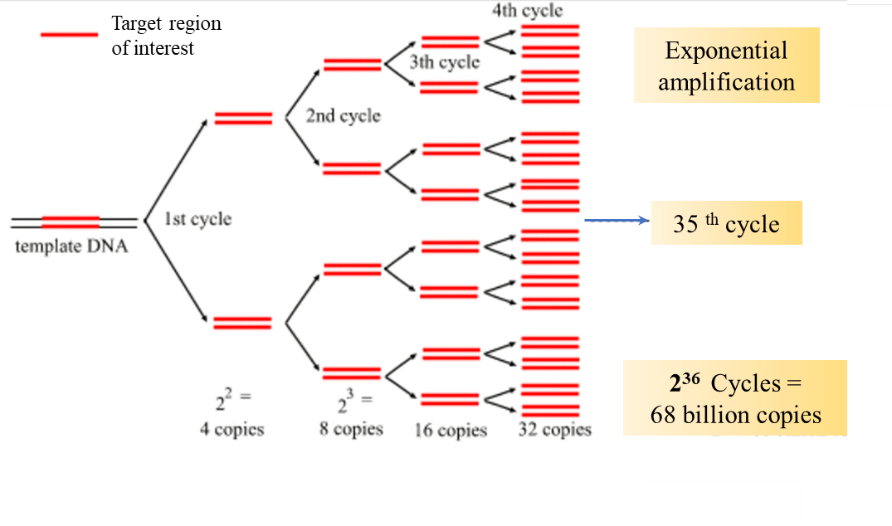 Target region
of interest
4th cycle
Exponential
amplification
3th cycle
2nd cycle
1st cycle
35 th cycle
template DNA
2² =
4 copies
2³ =
8 copies
16 copies
32 copies
2³⁶ Cycles =
68 billion copies